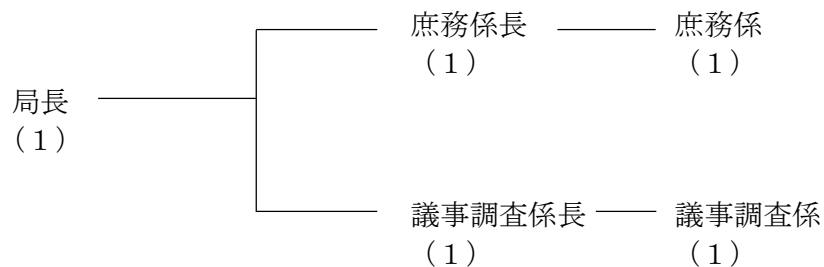 庶務係長 庶務係
（１） （１）
局長
（１）
議事調査係長 議事調査係
（１） （１）